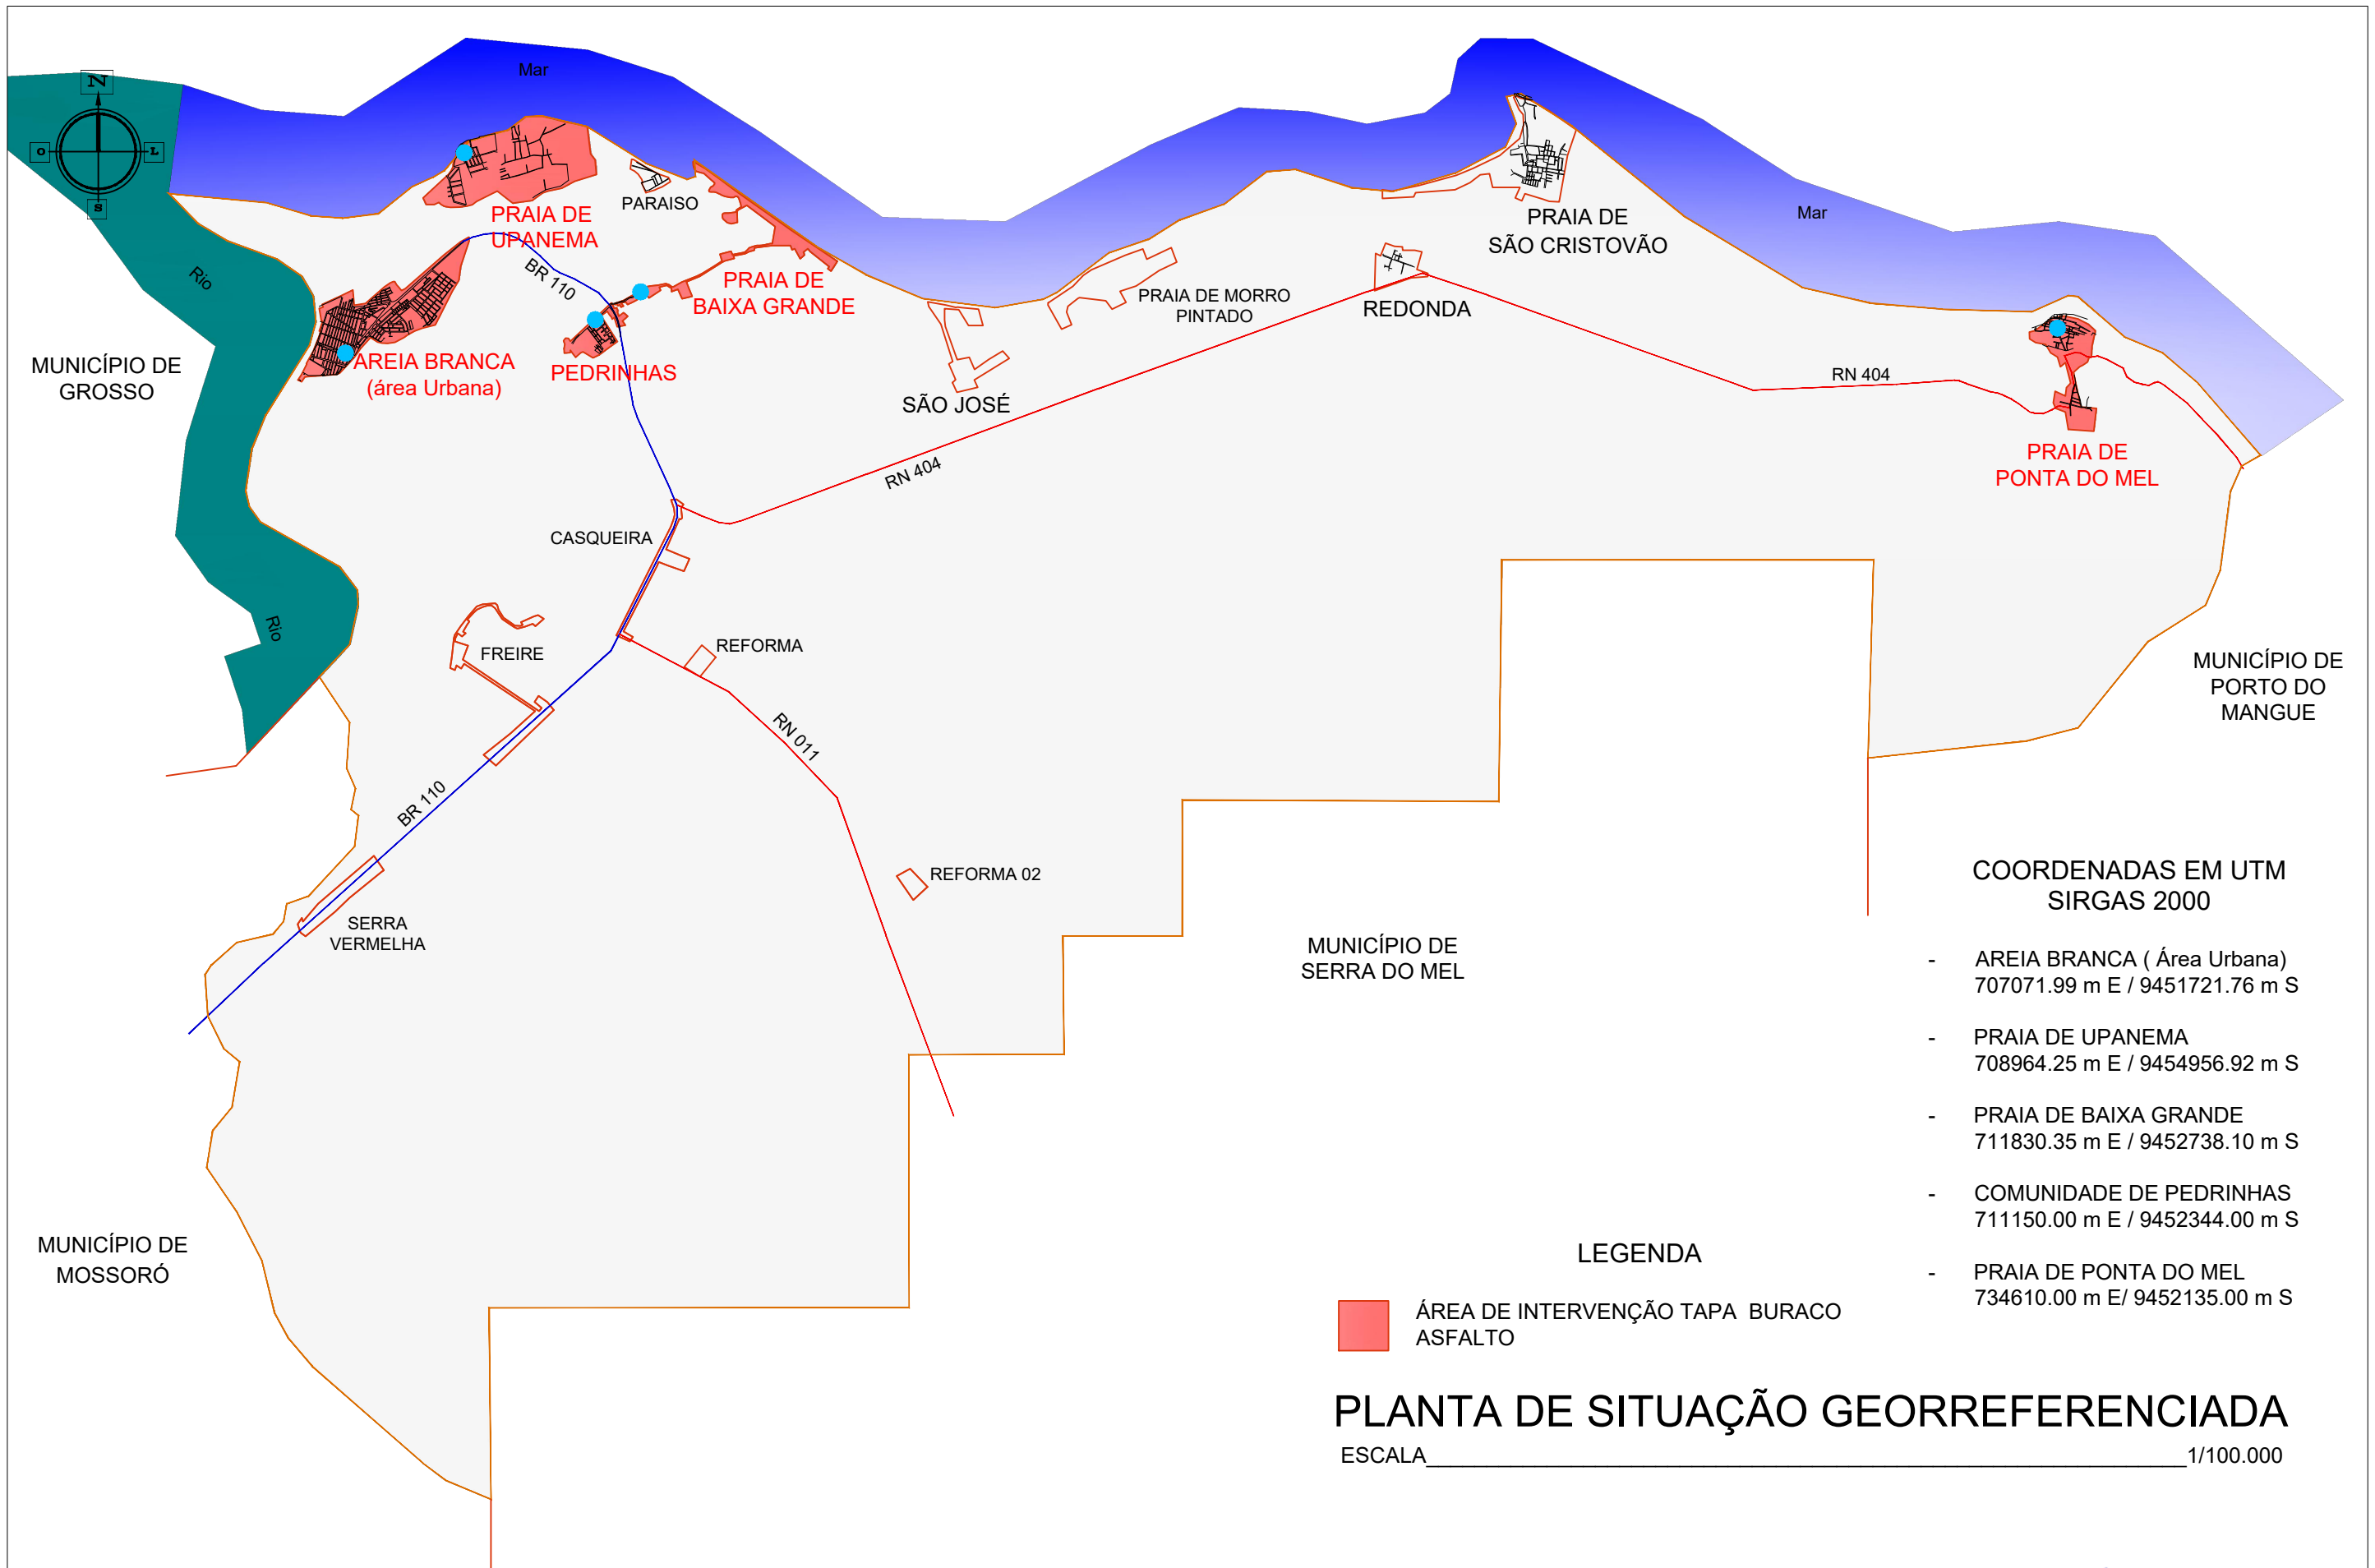 Mar
N
O
L
S
PARAISO
PRAIA DE
UPANEMA
PRAIA DE
SÃO CRISTOVÃO
Mar
Rio
BR 110
PRAIA DE
BAIXA GRANDE
PRAIA DE MORRO
PINTADO
REDONDA
MUNICÍPIO DE
GROSSO
AREIA BRANCA
(área Urbana)
PEDRINHAS
SÃO JOSÉ
RN 404
RN 404
PRAIA DE
PONTA DO MEL
CASQUEIRA
Rio
FREIRE
REFORMA
RN 011
MUNICÍPIO DE
PORTO DO
MANGUE
BR 110
REFORMA 02
SERRA
VERMELHA
MUNICÍPIO DE
SERRA DO MEL
MUNICÍPIO DE
MOSSORÓ
COORDENADAS EM UTM
SIRGAS 2000
- AREIA BRANCA ( Área Urbana)
707071.99 m E / 9451721.76 m S
- PRAIA DE UPANEMA
708964.25 m E / 9454956.92 m S
- PRAIA DE BAIXA GRANDE
711830.35 m E / 9452738.10 m S
- COMUNIDADE DE PEDRINHAS
711150.00 m E / 9452344.00 m S
- PRAIA DE PONTA DO MEL
734610.00 m E/ 9452135.00 m S
LEGENDA
ÁREA DE INTERVENÇÃO TAPA BURACO
ASFALTO
PLANTA DE SITUAÇÃO GEORREFERENCIADA
ESCALA______________________________________________________________1/100.000